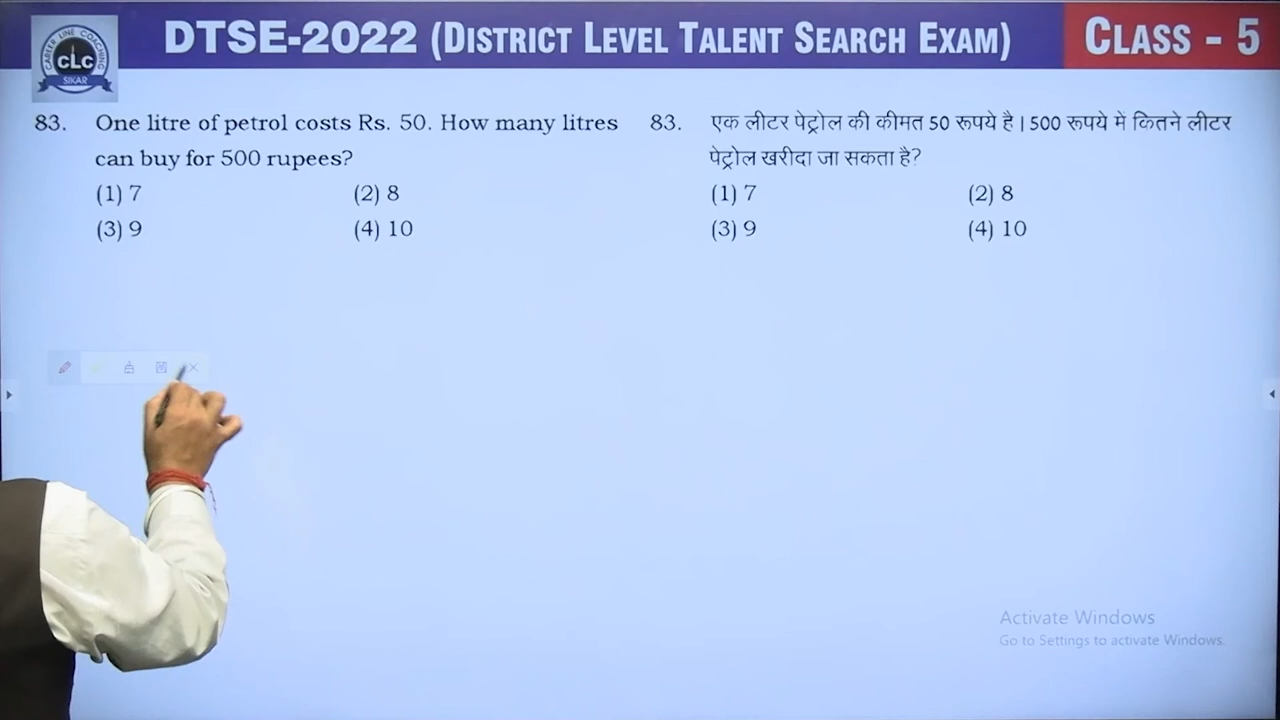 CAREER LINE COACHING
CLC
SIKAR
DTSE-2022 (DISTRICT LEVEL TALENT SEARCH EXAM)
CLASS - 5
83. One litre of petrol costs Rs. 50. How many litres
can buy for 500 rupees?
(1) 7 (2) 8
(3) 9 (4) 10
83. एक लीटर पेट्रोल की कीमत 50 रूपये है। 500 रूपये में कितने लीटर
पेट्रोल खरीदा जा सकता है?
(1) 7 (2) 8
(3) 9 (4) 10
Activate Windows
Go to Settings to activate Windows.